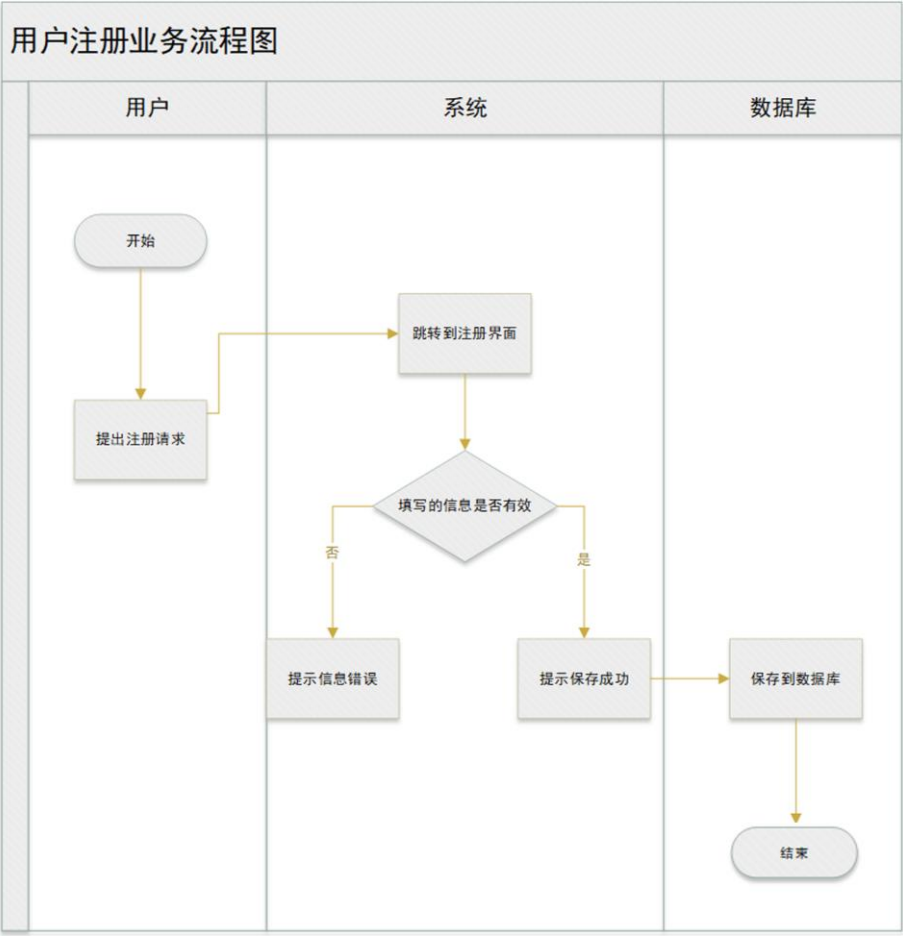 用户注册业务流程图
用户
系统
数据库
开始
跳转到注册界面
提出注册请求
填写的信息是否有效
否
是
提示信息错误
提示保存成功
保存到数据库
结束